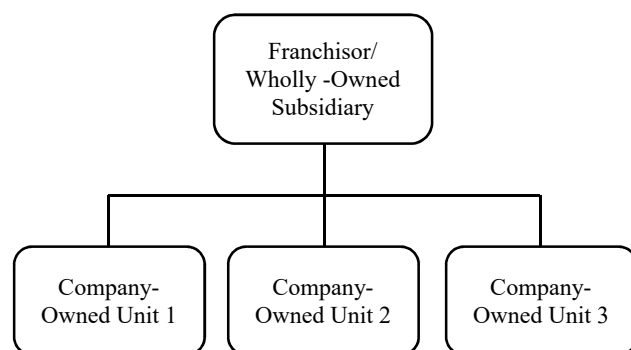 Franchisor/
Wholly -Owned
Subsidiary
Company-
Owned Unit 1
Company-
Owned Unit 2
Company-
Owned Unit 3